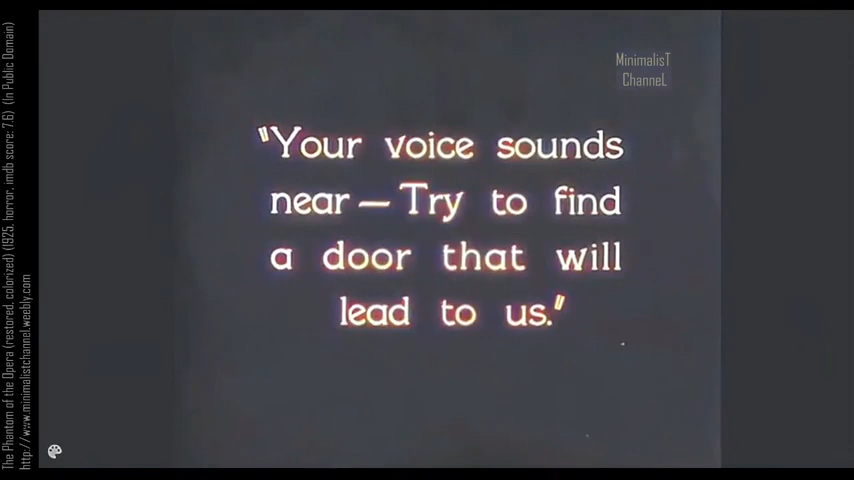 The Phantom of the Opera (restored, colorized) (1925, horror, imdb score: 7.6) (In Public Domain)
http://www.minimalistchannel.weebly.com
MinimalisT
ChanneL
"Your voice sounds
near — Try to find
a door that will
lead to us."